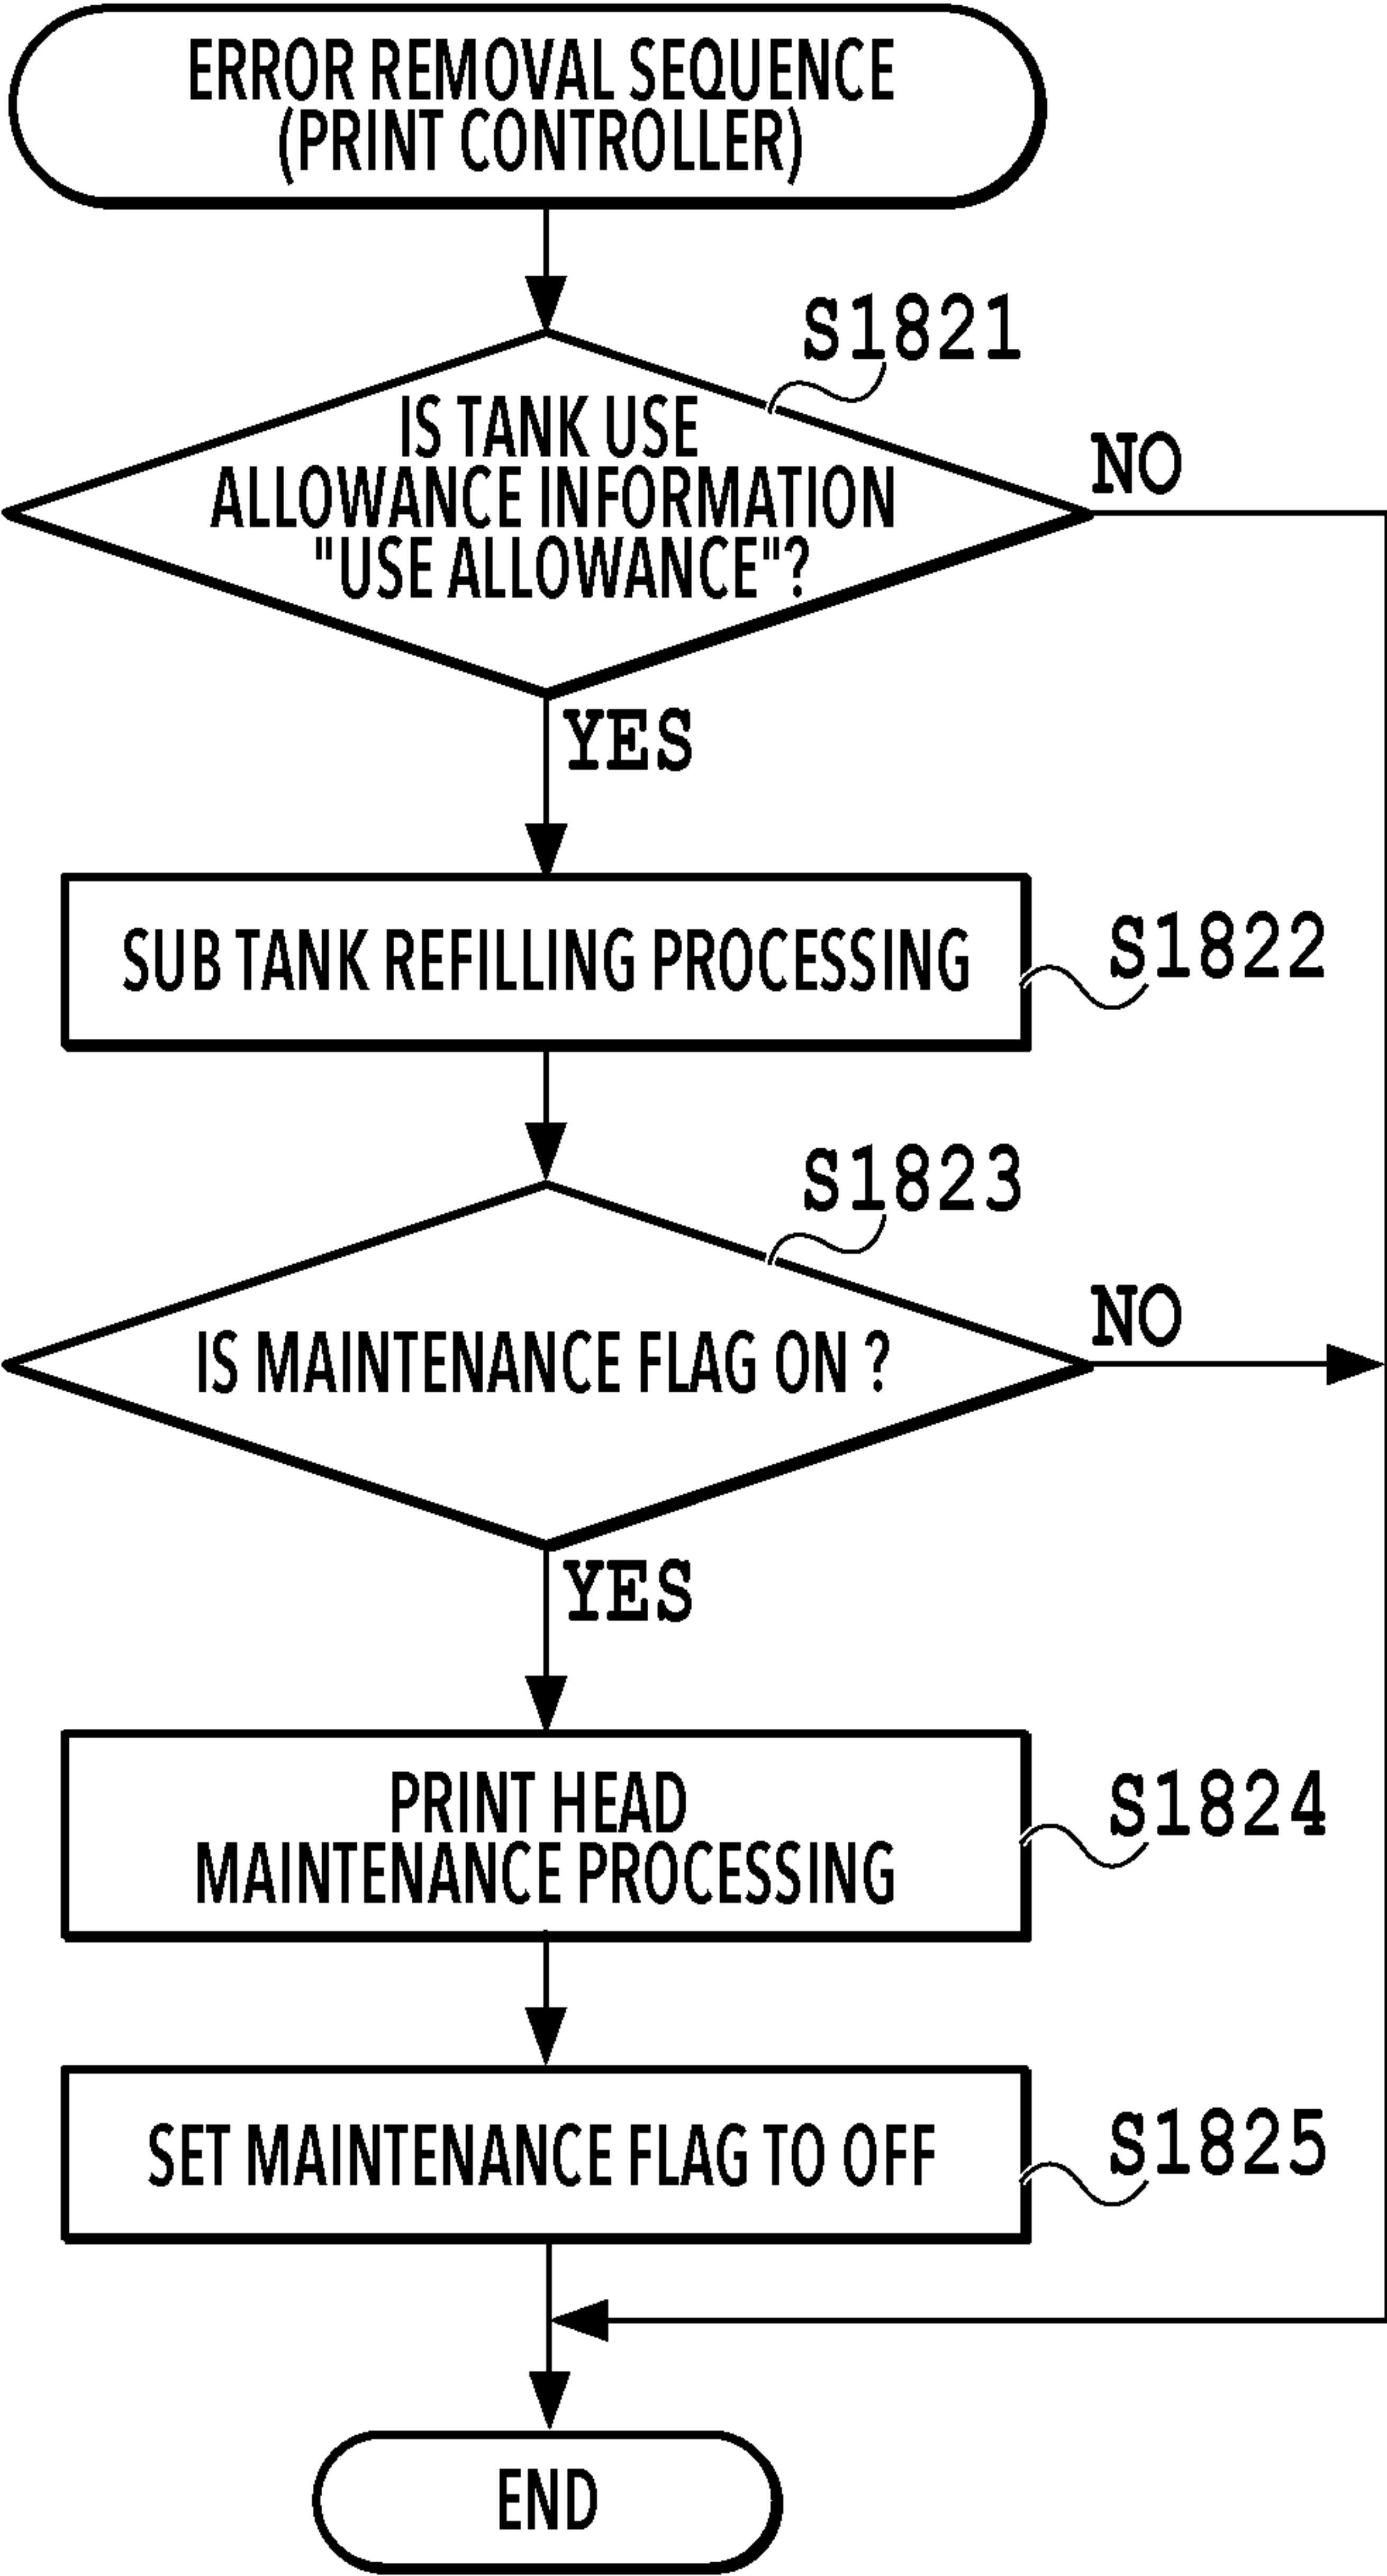 ERROR REMOVAL SEQUENCE
(PRINT CONTROLLER)
S1821
IS TANK USE
ALLOWANCE INFORMATION
"USE ALLOWANCE"?
NO
YES
SUB TANK REFILLING PROCESSING
S1822
S1823
IS MAINTENANCE FLAG ON ?
NO
YES
PRINT HEAD
MAINTENANCE PROCESSING
S1824
SET MAINTENANCE FLAG TO OFF
S1825
END